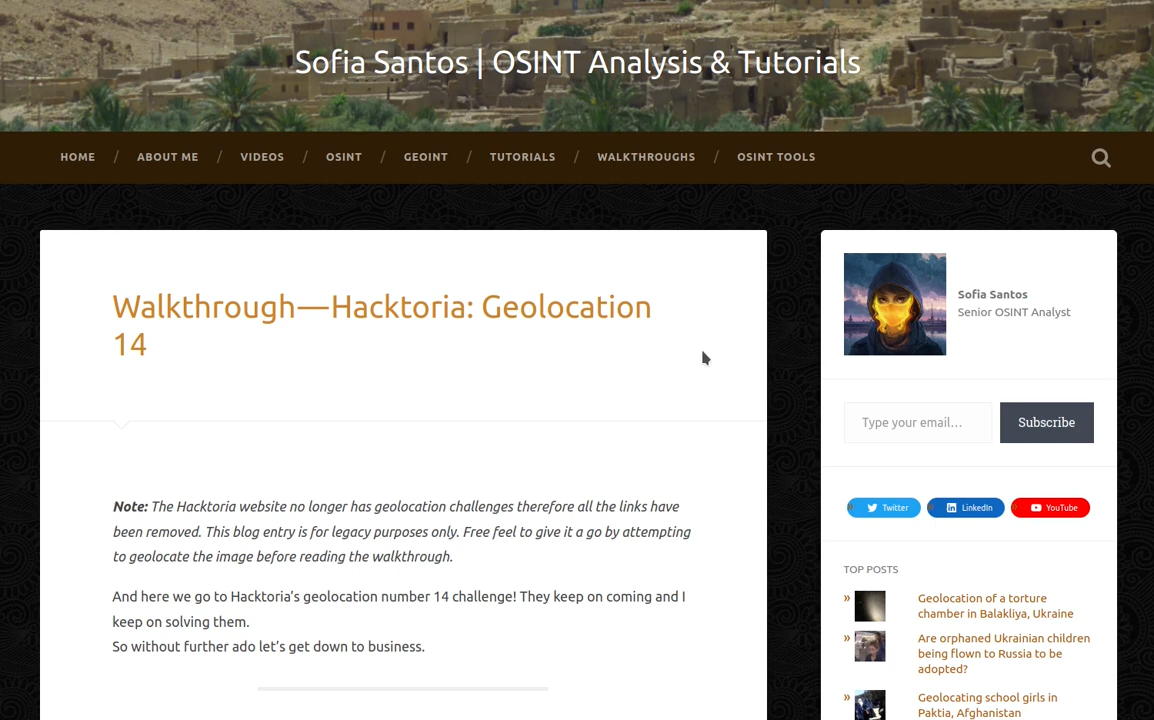 Sofia Santos | OSINT Analysis & Tutorials
HOME / ABOUT ME / VIDEOS / OSINT / GEOINT / TUTORIALS / WALKTHROUGHS / OSINT TOOLS
Walkthrough — Hacktoria: Geolocation
14
Note: The Hacktoria website no longer has geolocation challenges therefore all the links have
been removed. This blog entry is for legacy purposes only. Free feel to give it a go by attempting
to geolocate the image before reading the walkthrough.
And here we go to Hacktoria’s geolocation number 14 challenge! They keep on coming and I
keep on solving them.
So without further ado let’s get down to business.
Sofia Santos
Senior OSINT Analyst
Type your email…
Subscribe
Twitter
LinkedIn
YouTube
TOP POSTS
» Geolocation of a torture
chamber in Balakliya, Ukraine
» Are orphaned Ukrainian children
being flown to Russia to be
adopted?
» Geolocating school girls in
Paktia, Afghanistan